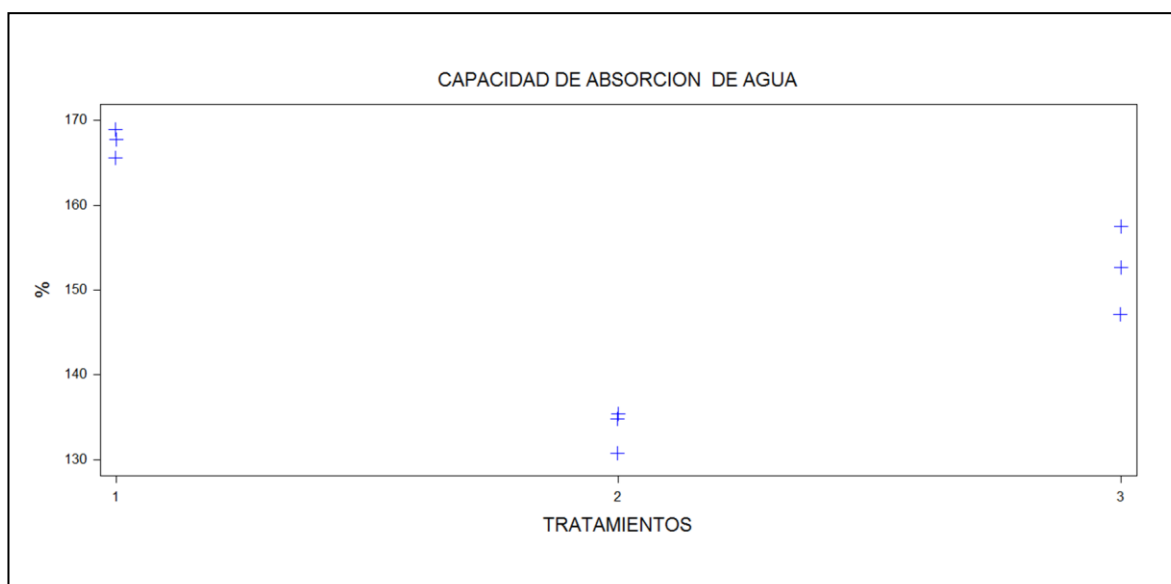 CAPACIDAD DE ABSORCION DE AGUA
170
160
150
140
130
%
1 2 3
TRATAMIENTOS